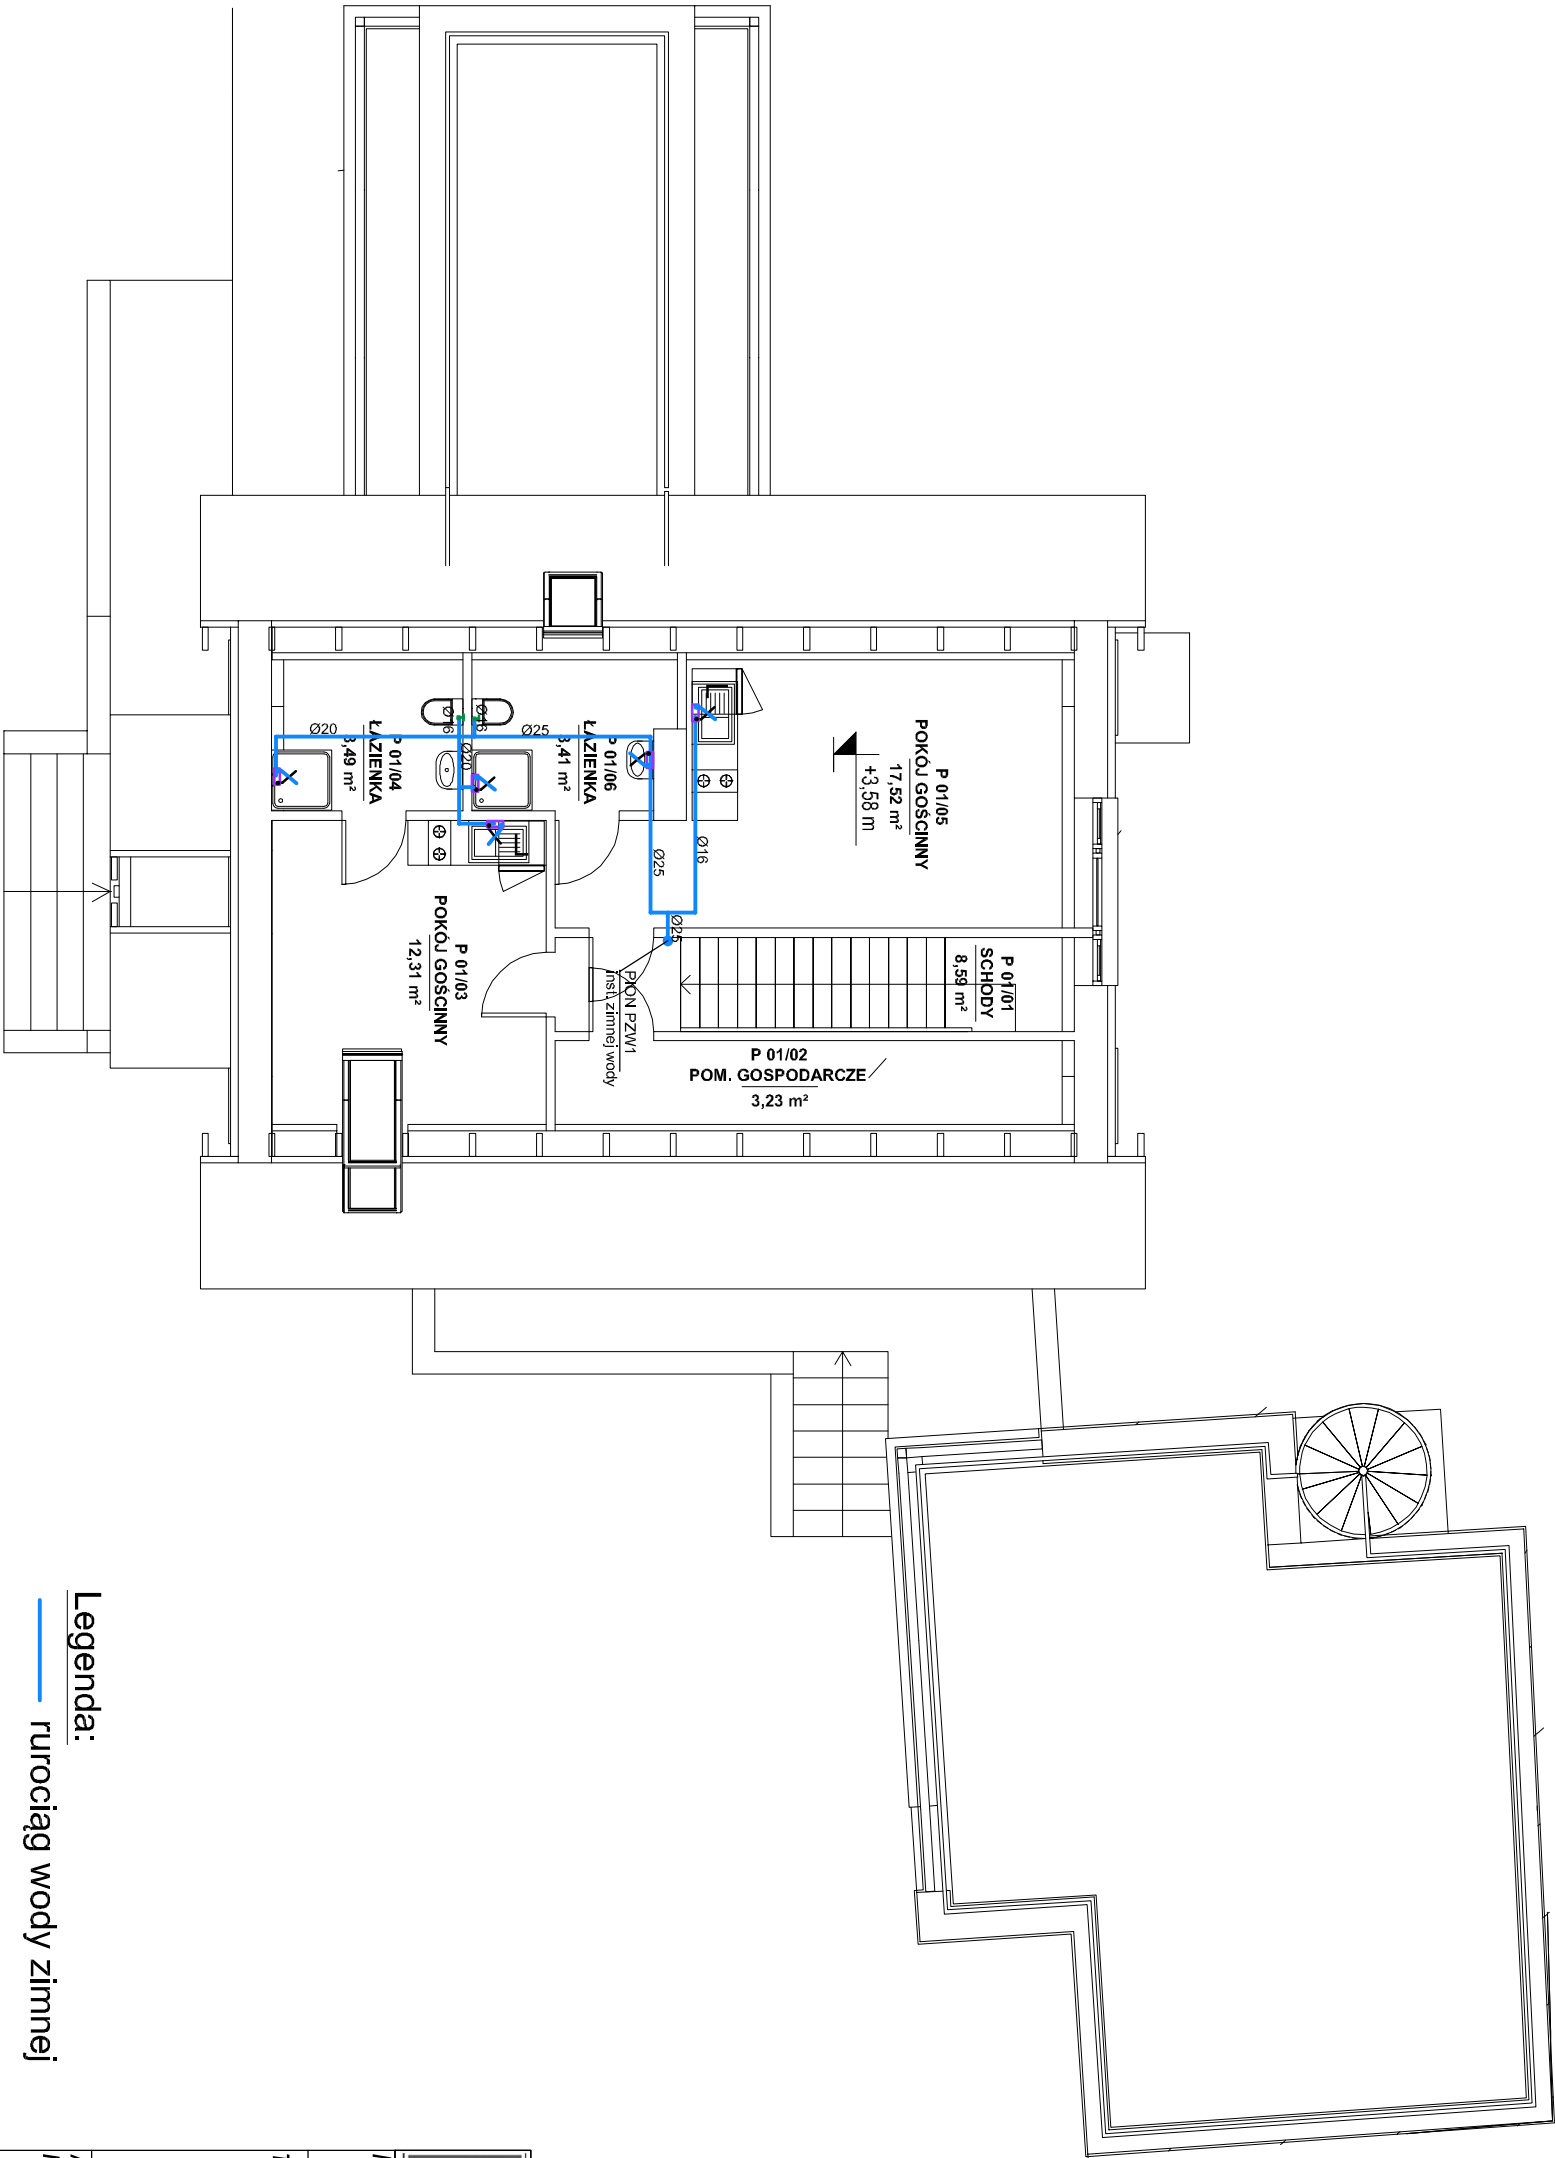 P 01/05
POKÓJ GOŚCINNY
17,52 m²
+3,58 m
P 01/01
SCHODY
8,59 m²
P 01/06
ŁAZIENKA
3,41 m²
P 01/04
ŁAZIENKA
3,49 m²
P 01/03
POKÓJ GOŚCINNY
12,31 m²
P 01/02
POM. GOSPODARCZE
3,23 m²
PION PZW1
inst. zimnej wody
Ø16
Ø25
Ø25
Ø25
Ø16
Ø16
Ø20
Ø20
Legenda:
rurociąg wody zimnej